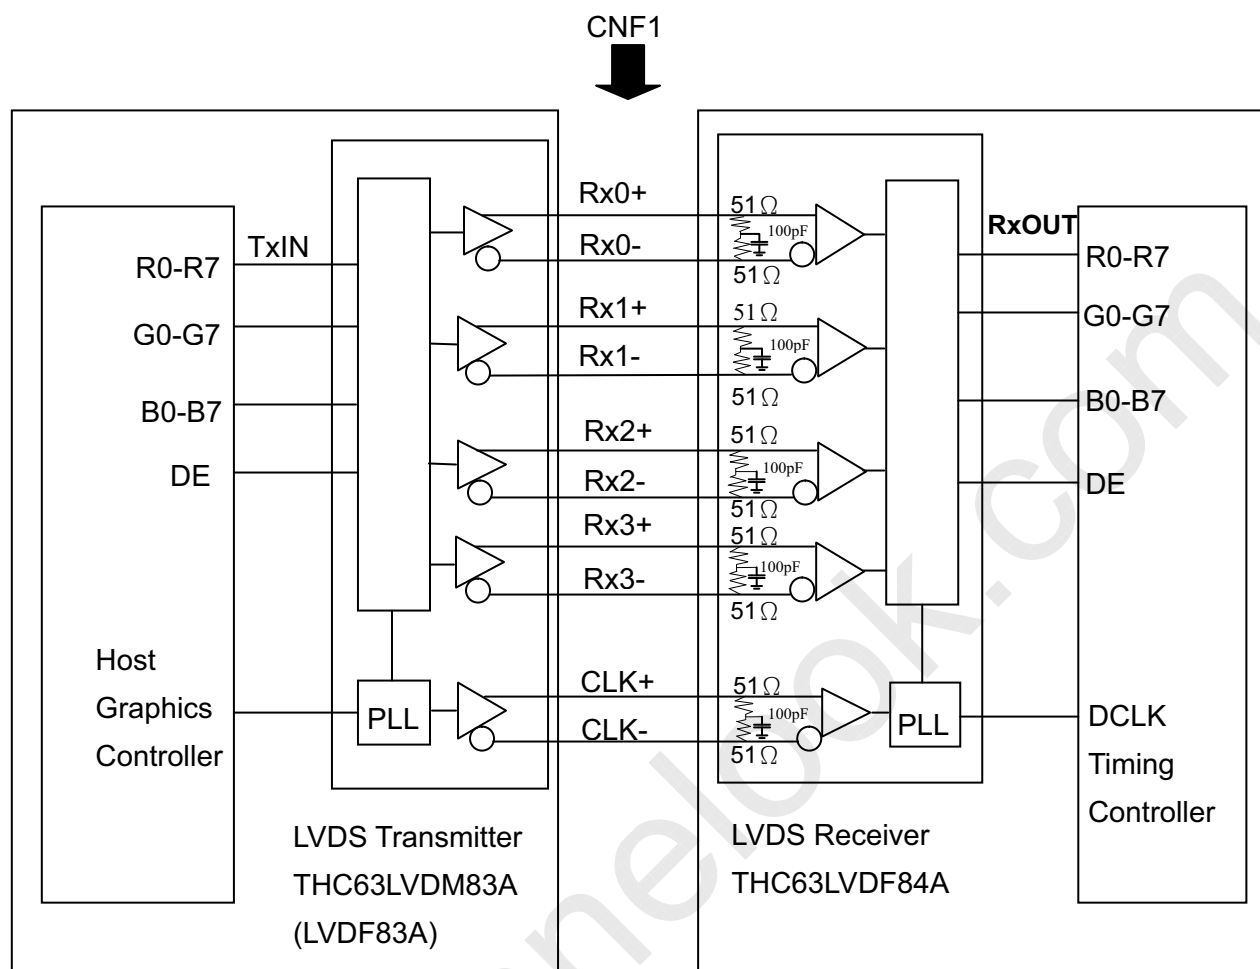 CNF1
TxIN
R0-R7
G0-G7
B0-B7
DE
Host
Graphics
Controller
PLL
Rx0+
Rx0-
Rx1+
Rx1-
Rx2+
Rx2-
Rx3+
Rx3-
CLK+
CLK-
51Ω
100pF
51Ω
51Ω
100pF
51Ω
51Ω
100pF
51Ω
51Ω
100pF
51Ω
51Ω
100pF
51Ω
PLL
RxOUT
R0-R7
G0-G7
B0-B7
DE
DCLK
Timing
Controller
LVDS Transmitter
THC63LVDM83A
(LVDF83A)
LVDS Receiver
THC63LVDF84A
nelook.com